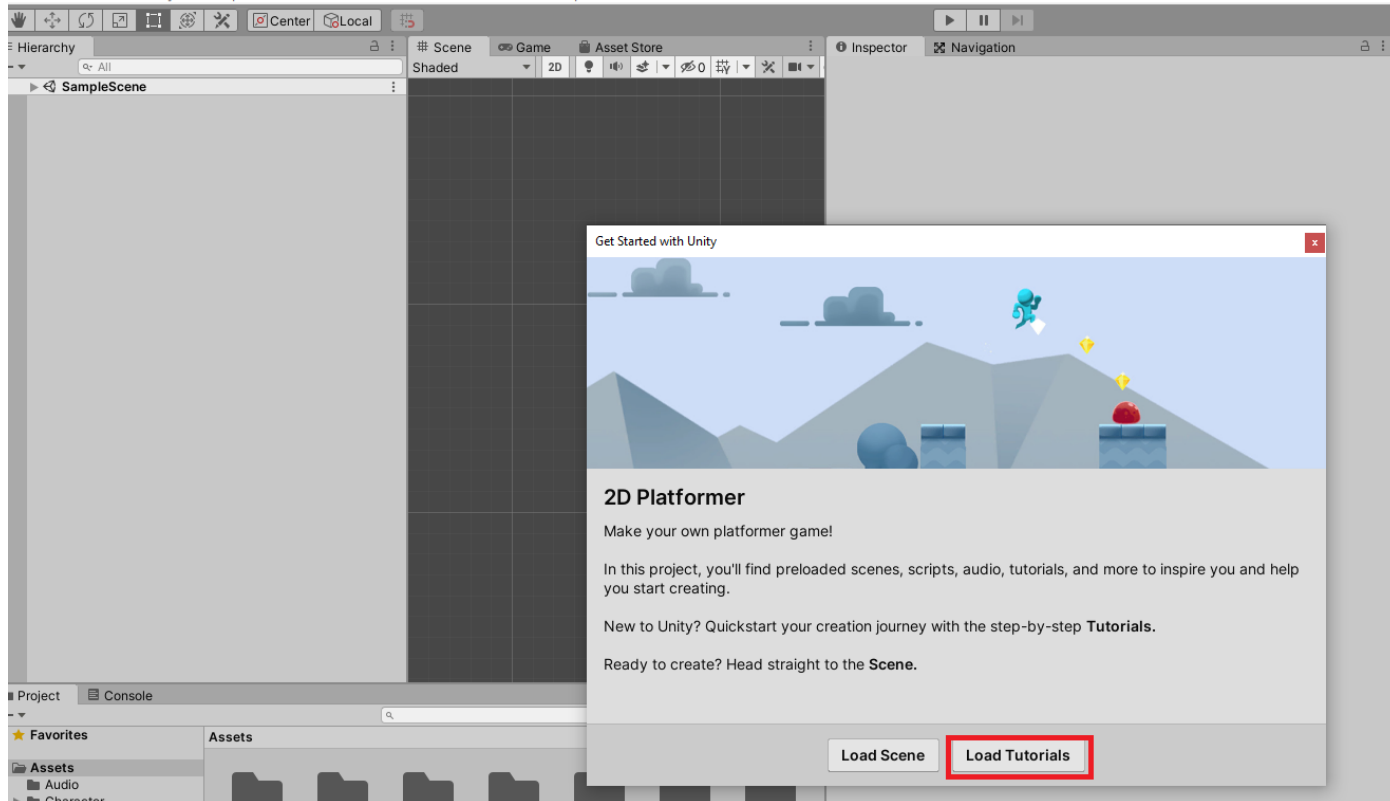 Center Local
Hierarchy
All
SampleScene
Scene Game Asset Store
Shaded 2D 0
Inspector Navigation
Get Started with Unity
x
2D Platformer
Make your own platformer game!
In this project, you'll find preloaded scenes, scripts, audio, tutorials, and more to inspire you and help
you start creating.
New to Unity? Quickstart your creation journey with the step-by-step Tutorials.
Ready to create? Head straight to the Scene.
Load Scene Load Tutorials
Project Console
Favorites
Assets
Audio
Character
Assets